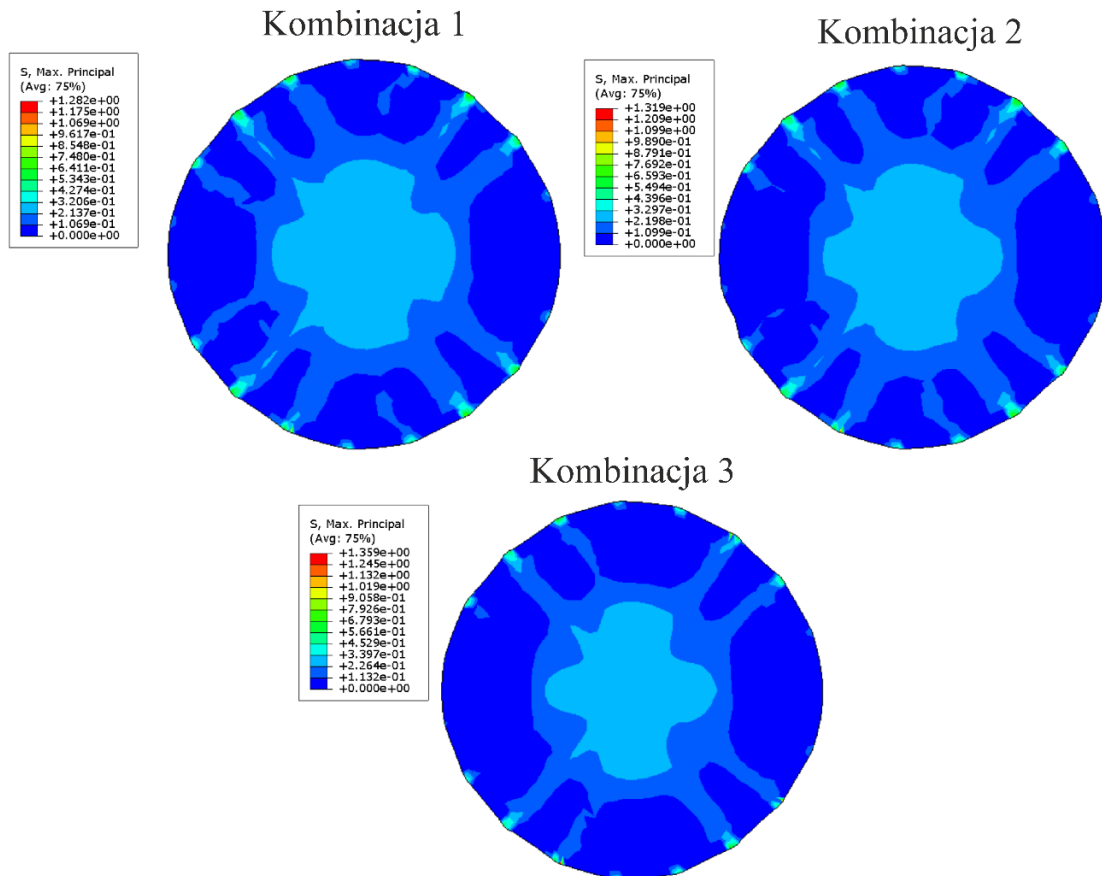 Kombinacja 1
S, Max. Principal
(Avg: 75%)
+1.282e+00
+1.175e+00
+1.069e+00
+9.617e-01
+8.548e-01
+7.480e-01
+6.411e-01
+5.343e-01
+4.274e-01
+3.206e-01
+2.137e-01
+1.069e-01
+0.000e+00
Kombinacja 2
S, Max. Principal
(Avg: 75%)
+1.319e+00
+1.209e+00
+1.099e+00
+9.890e-01
+8.791e-01
+7.692e-01
+6.593e-01
+5.494e-01
+4.396e-01
+3.297e-01
+2.198e-01
+1.099e-01
+0.000e+00
Kombinacja 3
S, Max. Principal
(Avg: 75%)
+1.359e+00
+1.245e+00
+1.132e+00
+1.019e+00
+9.058e-01
+7.926e-01
+6.793e-01
+5.661e-01
+4.529e-01
+3.397e-01
+2.264e-01
+1.132e-01
+0.000e+00